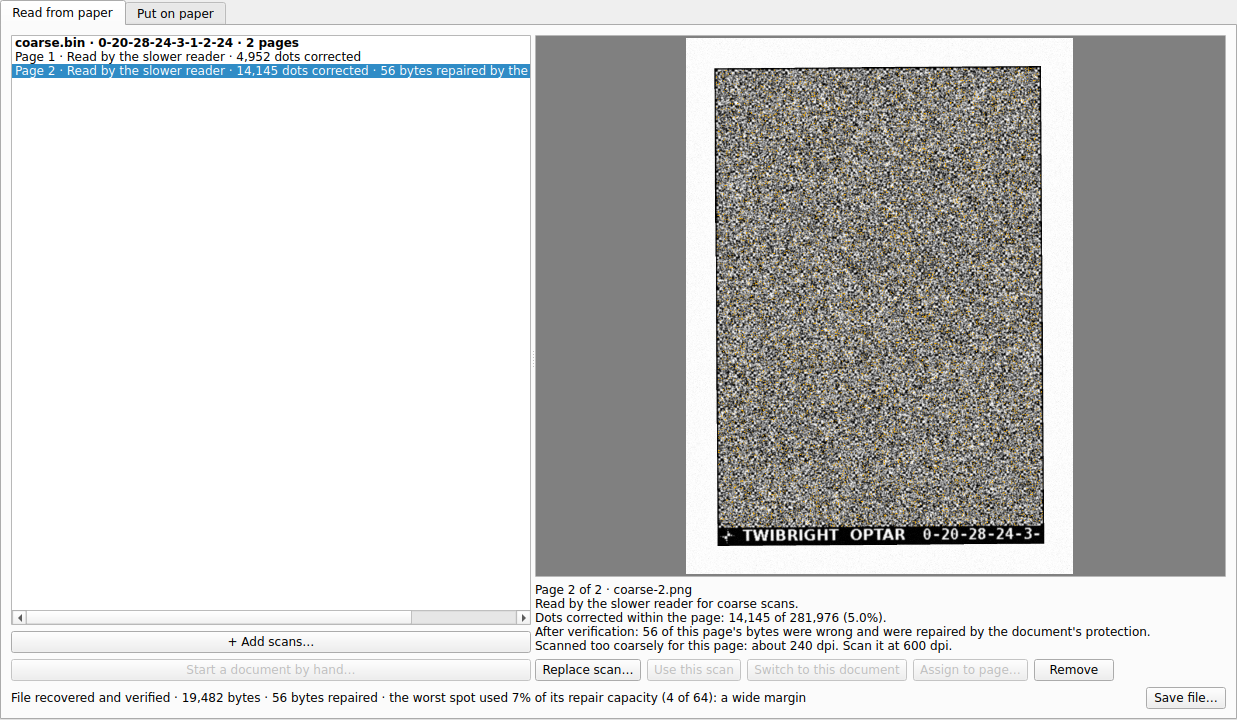 Read from paper
Put on paper
coarse.bin · 0-20-28-24-3-1-2-24 · 2 pages
Page 1 · Read by the slower reader · 4,952 dots corrected
Page 2 · Read by the slower reader · 14,145 dots corrected · 56 bytes repaired by the
TWIBRIGHT OPTAR 0-20-28-24-3-
Page 2 of 2 · coarse-2.png
Read by the slower reader for coarse scans.
Dots corrected within the page: 14,145 of 281,976 (5.0%).
After verification: 56 of this page's bytes were wrong and were repaired by the document's protection.
Scanned too coarsely for this page: about 240 dpi. Scan it at 600 dpi.
+ Add scans...
Start a document by hand...
Replace scan...
Use this scan
Switch to this document
Assign to page...
Remove
File recovered and verified · 19,482 bytes · 56 bytes repaired · the worst spot used 7% of its repair capacity (4 of 64): a wide margin
Save file...